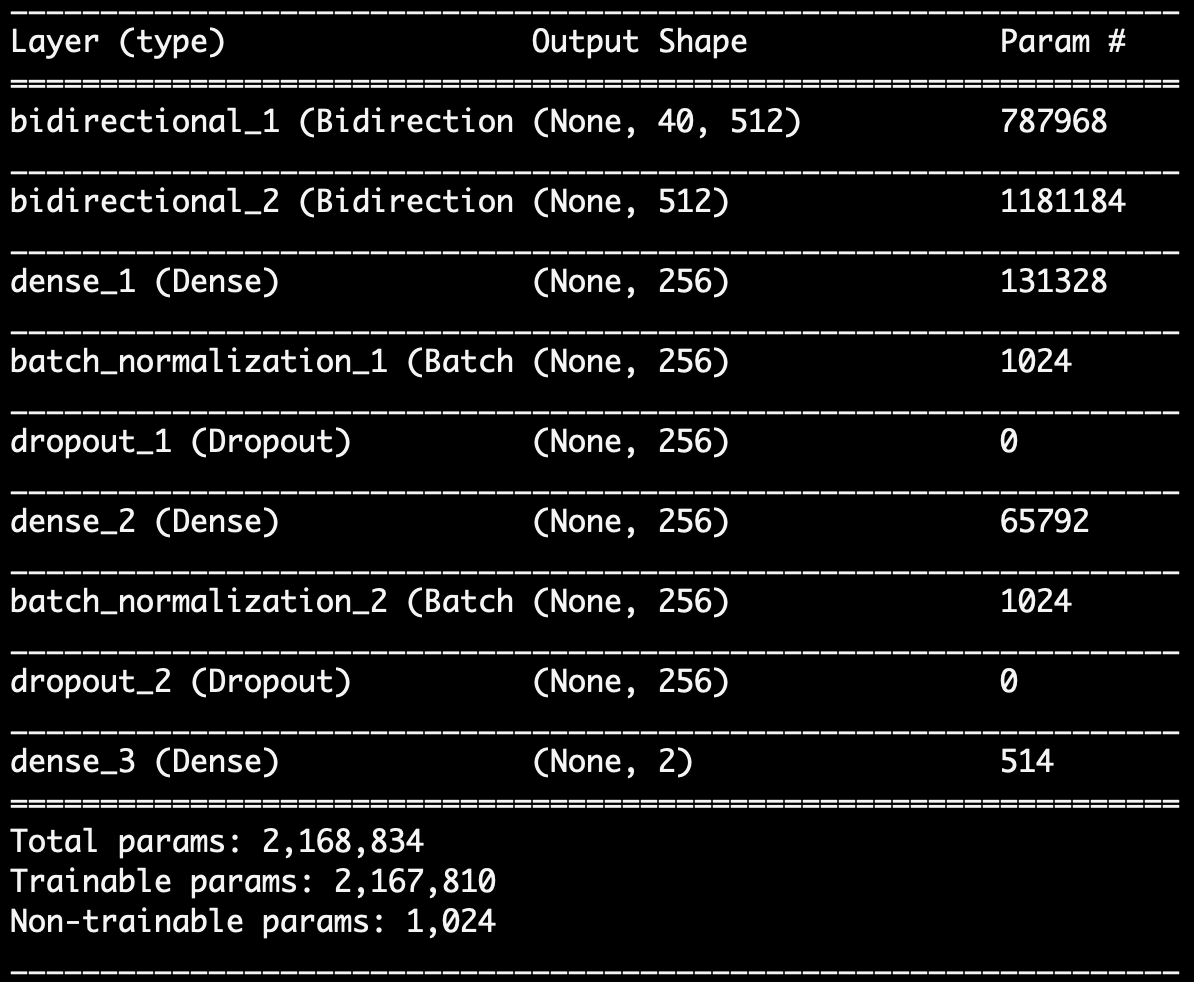 Layer (type) Output Shape Param #
bidirectional_1 (Bidirection (None, 40, 512) 787968
bidirectional_2 (Bidirection (None, 512) 1181184
dense_1 (Dense) (None, 256) 131328
batch_normalization_1 (Batch (None, 256) 1024
dropout_1 (Dropout) (None, 256) 0
dense_2 (Dense) (None, 256) 65792
batch_normalization_2 (Batch (None, 256) 1024
dropout_2 (Dropout) (None, 256) 0
dense_3 (Dense) (None, 2) 514
Total params: 2,168,834
Trainable params: 2,167,810
Non-trainable params: 1,024